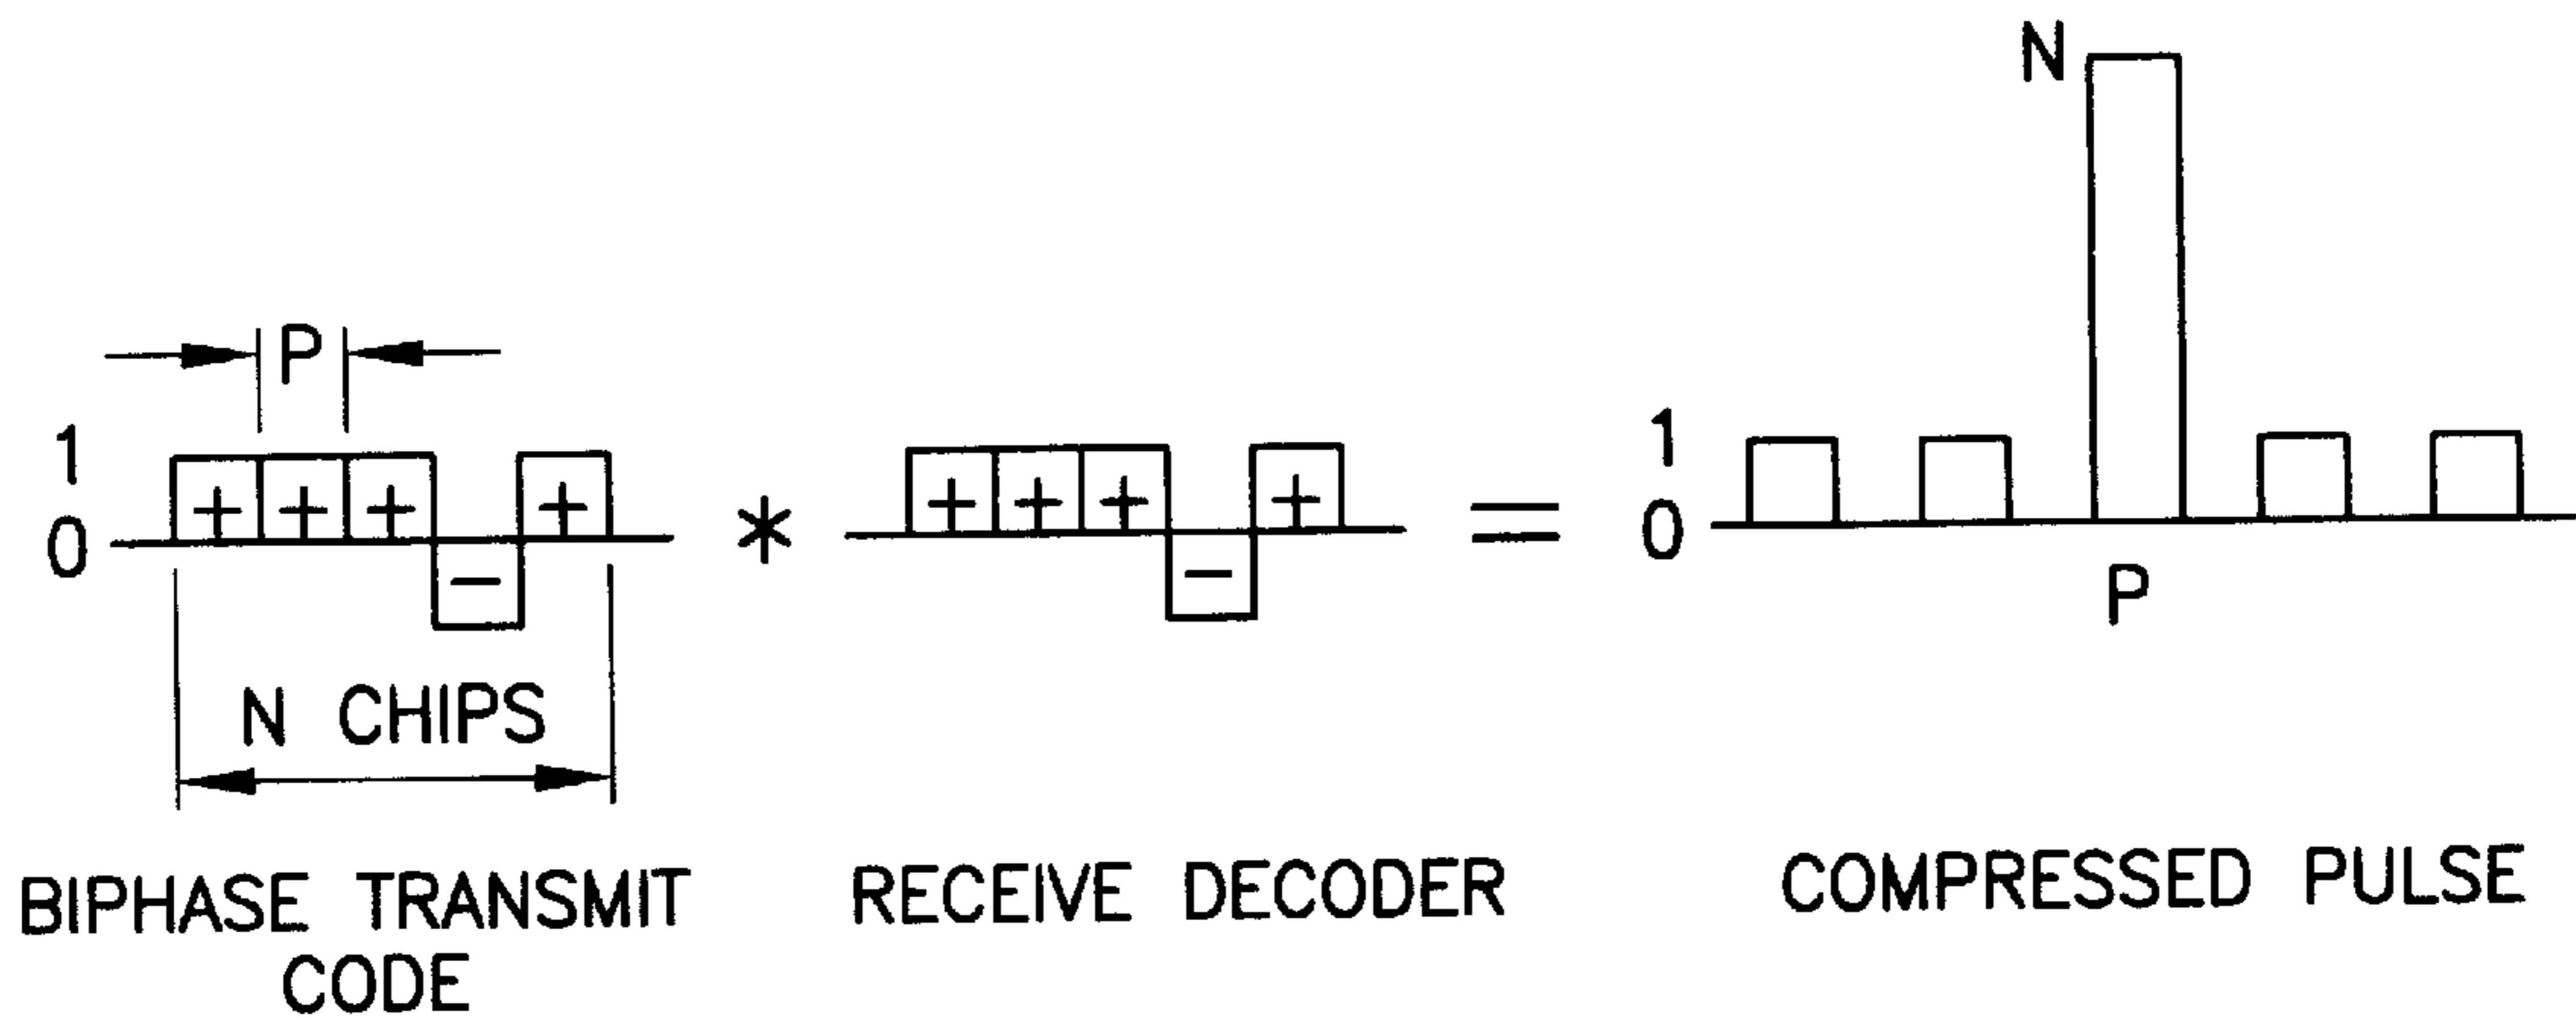 P
1
0
+ + + - +
N CHIPS
BIPHASE TRANSMIT
CODE
*
+ + + - +
RECEIVE DECODER
=
N
1
0
P
COMPRESSED PULSE